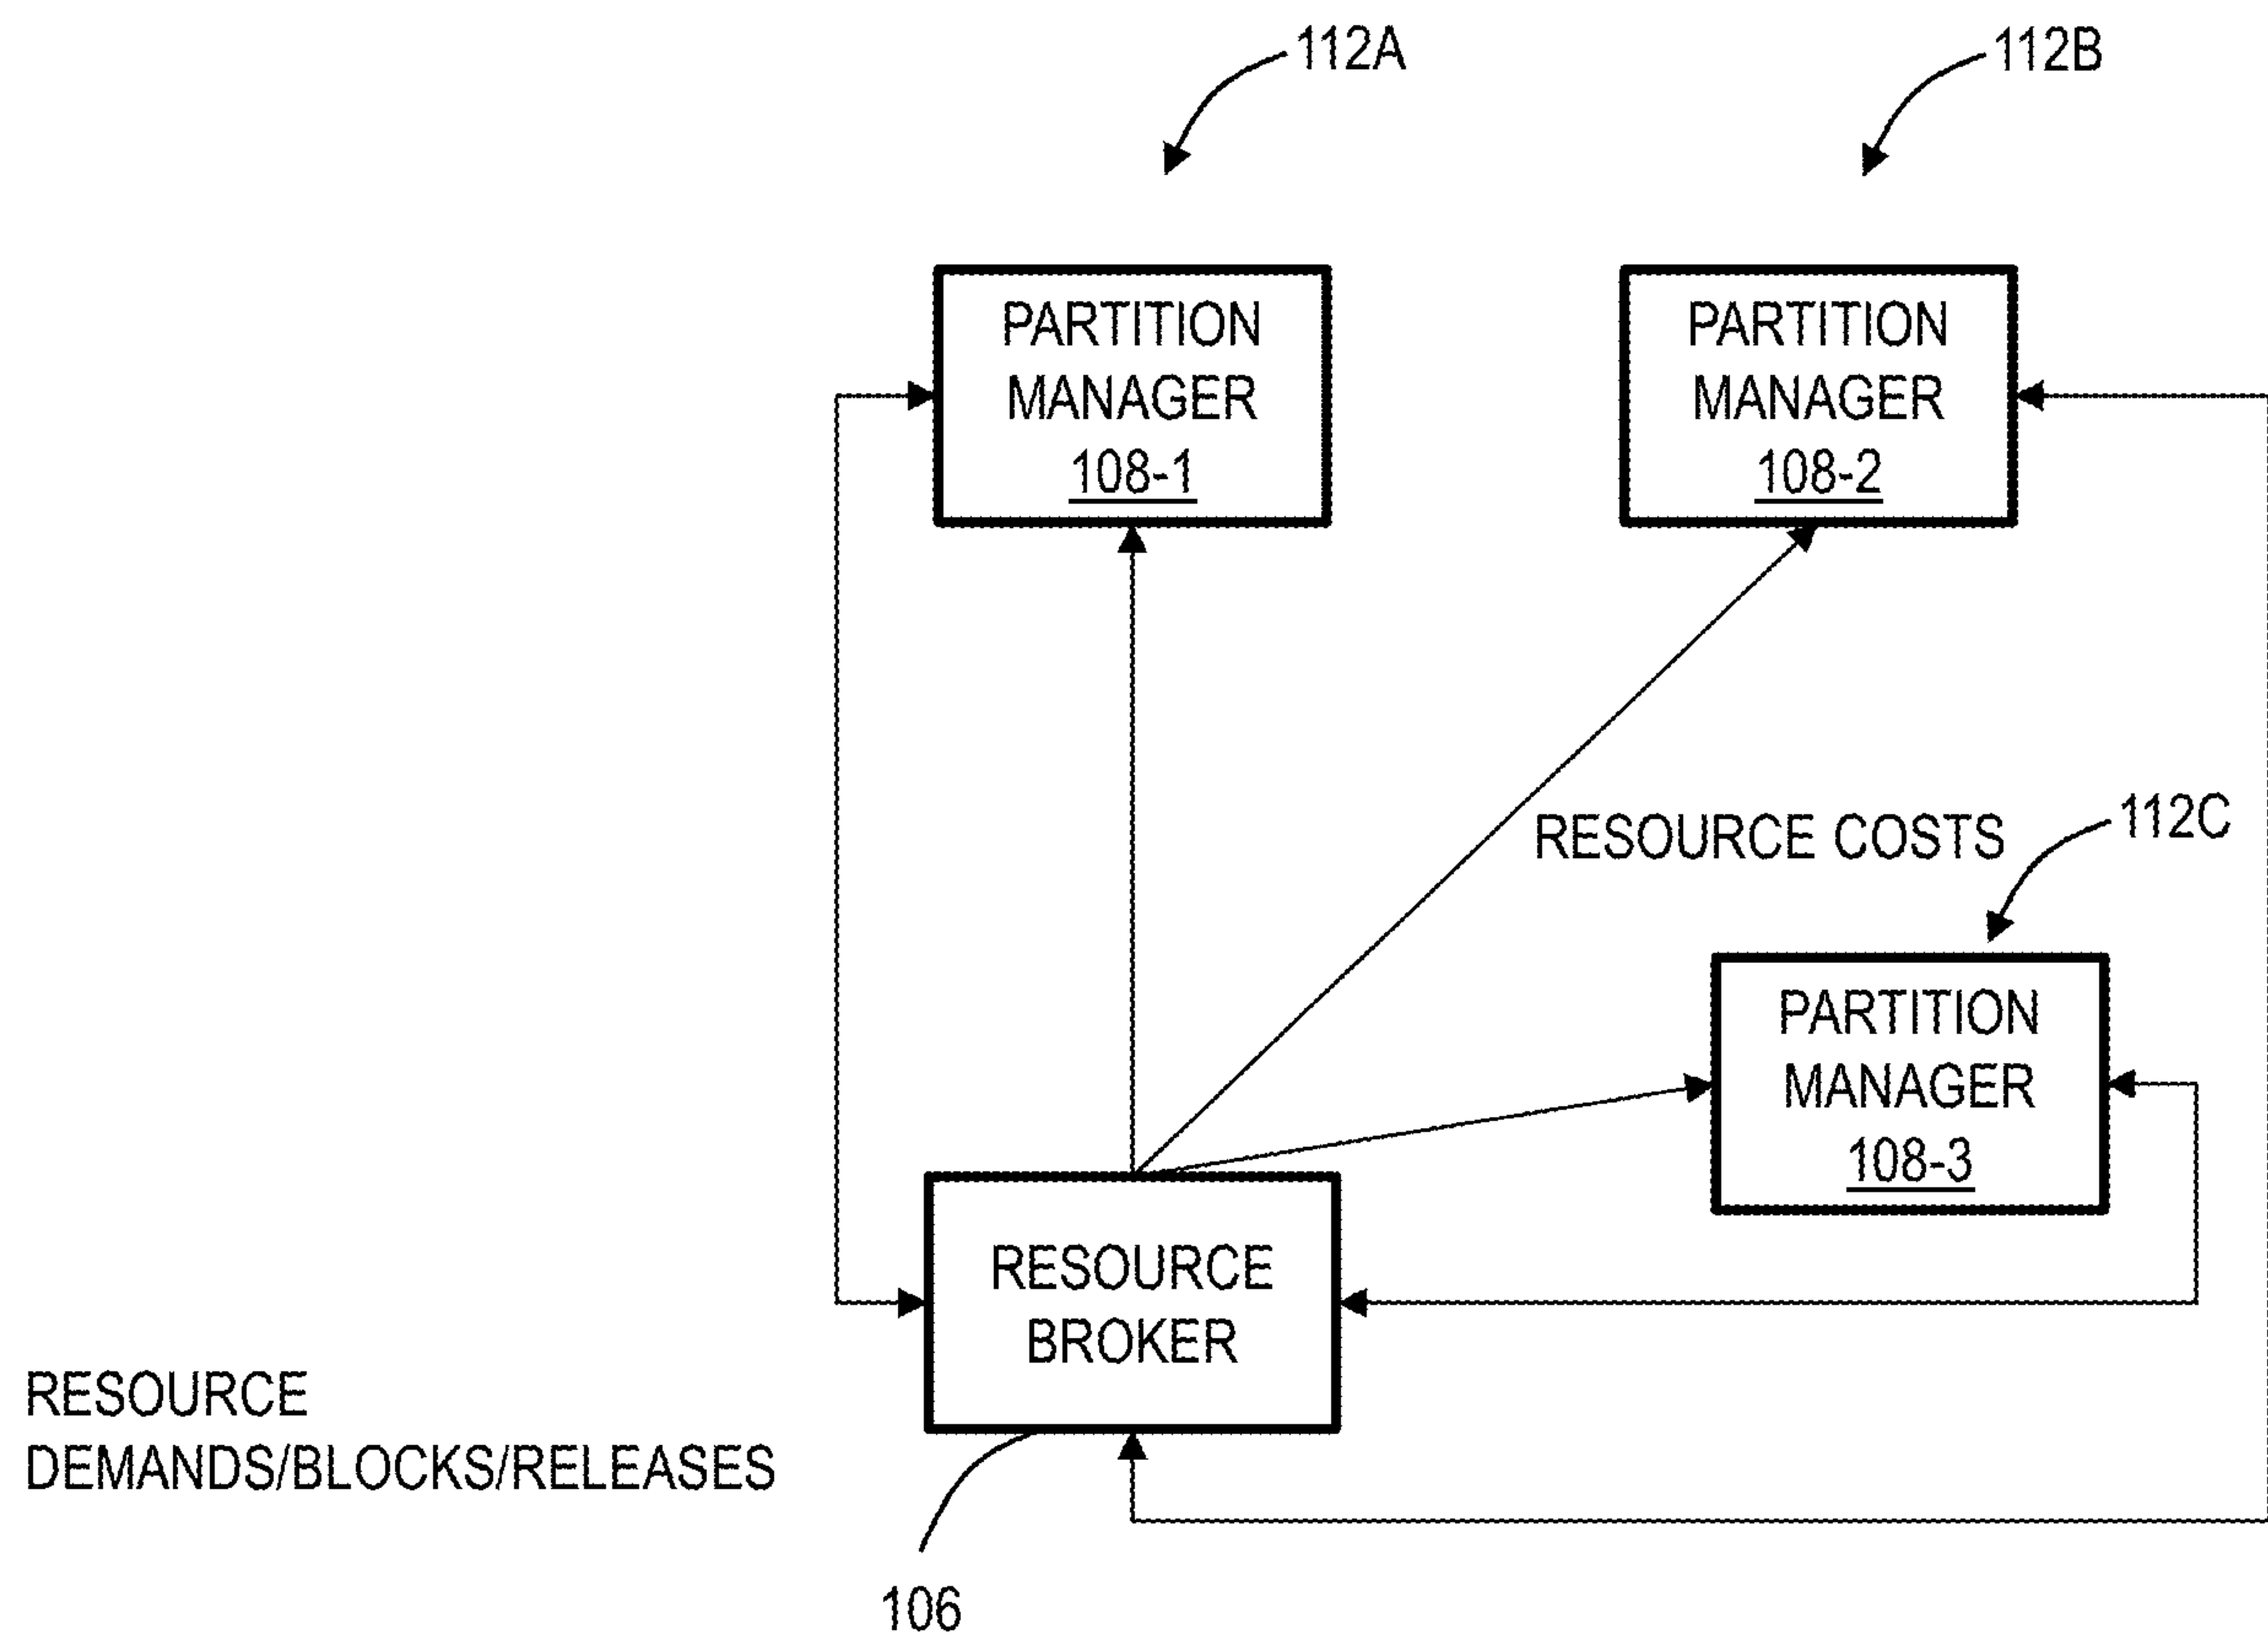 112A
112B
PARTITION
MANAGER
108-1
PARTITION
MANAGER
108-2
RESOURCE COSTS
112C
PARTITION
MANAGER
108-3
RESOURCE
BROKER
RESOURCE
DEMANDS/BLOCKS/RELEASES
106